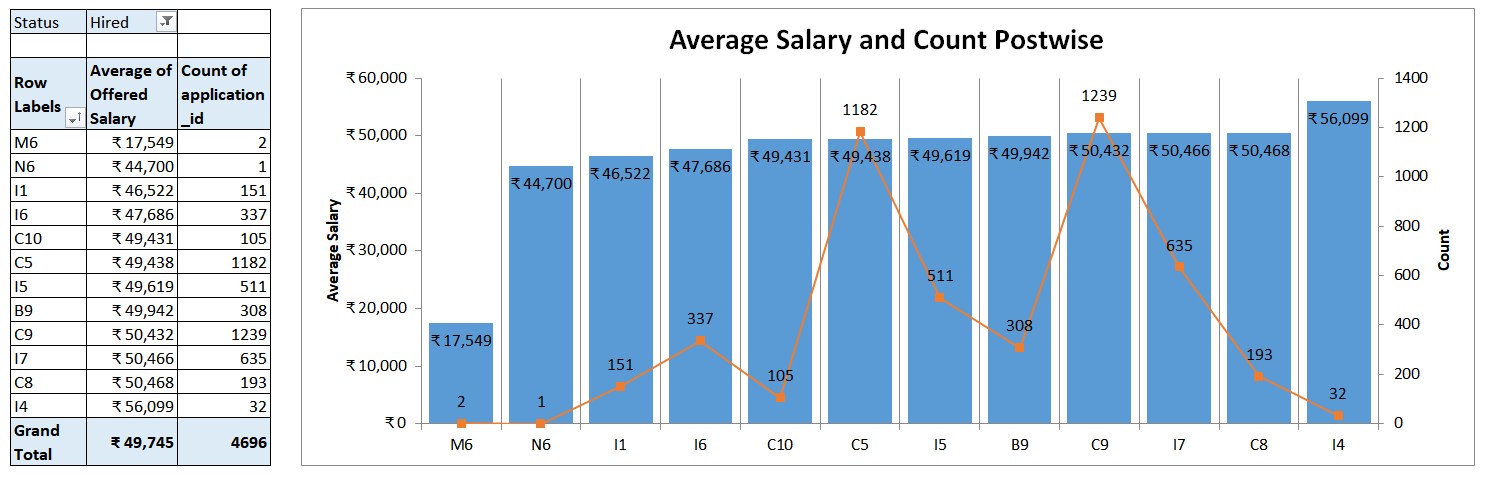 Status Hired
Row Labels Average of Offered Salary Count of application_id
M6 ₹ 17,549 2
N6 ₹ 44,700 1
I1 ₹ 46,522 151
I6 ₹ 47,686 337
C10 ₹ 49,431 105
C5 ₹ 49,438 1182
I5 ₹ 49,619 511
B9 ₹ 49,942 308
C9 ₹ 50,432 1239
I7 ₹ 50,466 635
C8 ₹ 50,468 193
I4 ₹ 56,099 32
Grand Total ₹ 49,745 4696
Average Salary and Count Postwise
Average Salary
₹ 60,000
₹ 50,000
₹ 40,000
₹ 30,000
₹ 20,000
₹ 10,000
₹ 0
₹ 17,549 ₹ 44,700 ₹ 46,522 ₹ 47,686 ₹ 49,431 ₹ 49,438 ₹ 49,619 ₹ 49,942 ₹ 50,432 ₹ 50,466 ₹ 50,468 ₹ 56,099
2 1 151 337 105 1182 511 308 1239 635 193 32
M6 N6 I1 I6 C10 C5 I5 B9 C9 I7 C8 I4
1400
1200
1000
800
600
400
200
0
Count